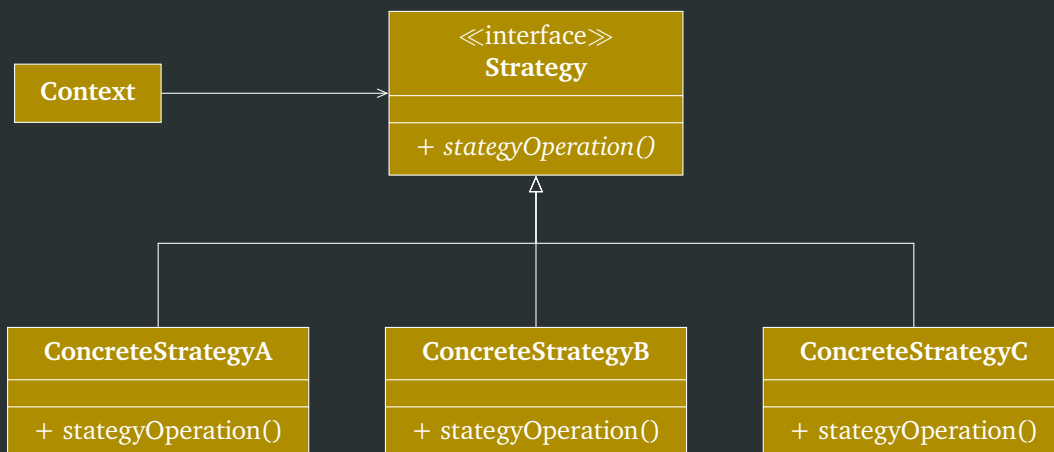 ≪interface≫
Strategy
Context
+ stategyOperation()
ConcreteStrategyA
ConcreteStrategyB
ConcreteStrategyC
+ stategyOperation()
+ stategyOperation()
+ stategyOperation()